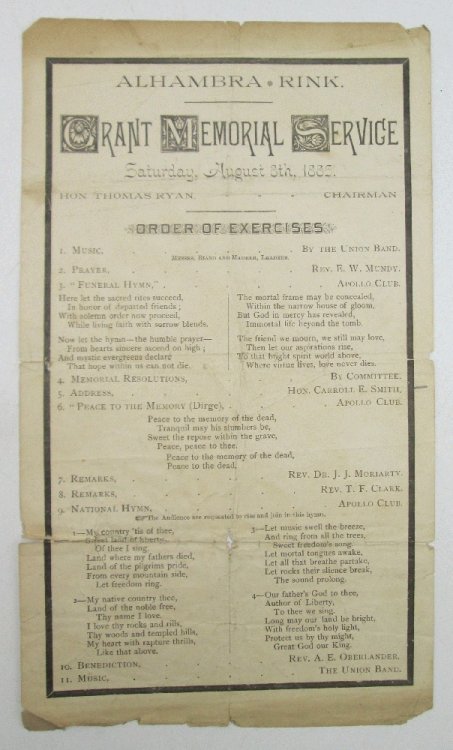 ALHAMBRA • RINK.
GRANT MEMORIAL SERVICE
Saturday, August 8th, 1885.
HON. THOMAS RYAN . . . CHAIRMAN
ORDER OF EXERCISES
1. MUSIC, . . . BY THE UNION BAND.
MESSRS. AND LEADERS.
2. PRAYER, . . . REV. E. W. MUNDY.
3. "FUNERAL HYMN," . . . APOLLO CLUB.
Here let the sacred rites succeed,
In honor of departed friends;
With solemn order now proceed,
While living faith with sorrow blends.
Now let the hymn—the humble prayer—
From hearts sincere ascend on high;
And mystic evergreens declare
That hope within us can not die.
The mortal frame may be concealed,
Within the narrow house of gloom,
But God in mercy has revealed,
Immortal life beyond the tomb.
The friend we mourn, we still may love,
Then let our aspirations rise,
To that bright spirit world above,
Where virtue lives, love never dies.
4. MEMORIAL RESOLUTIONS, . . . BY COMMITTEE.
5. ADDRESS, . . . HON. CARROLL E. SMITH.
6. "PEACE TO THE MEMORY (Dirge), . . . APOLLO CLUB.
Peace to the memory of the dead,
Tranquil may his slumbers be,
Sweet the repose within the grave,
Peace, peace to thee.
Peace to the memory of the dead,
Peace to the dead,
7. REMARKS, . . . REV. DR. J. J. MORIARTY.
8. REMARKS, . . . REV. T. F. CLARK.
9. NATIONAL HYMN, . . . APOLLO CLUB.
☞The Audience are requested to rise and join in this hymn.
1—My country 'tis of thee,
Sweet land of liberty,
Of thee I sing.
Land where my fathers died,
Land of the pilgrims pride,
From every mountain side,
Let freedom ring.
2—My native country thee,
Land of the noble free,
Thy name I love.
I love thy rocks and rills,
Thy woods and templed hills,
My heart with rapture thrills,
Like that above.
3—Let music swell the breeze,
And ring from all the trees,
Sweet freedom's song.
Let mortal tongues awake,
Let all that breathe partake,
Let rocks their silence break,
The sound prolong.
4—Our father's God to thee,
Author of Liberty,
To thee we sing.
Long may our land be bright,
With freedom's holy light,
Protect us by thy might,
Great God our King.
10. BENEDICTION, . . . REV. A. E. OBERLANDER.
11. MUSIC, . . . THE UNION BAND.